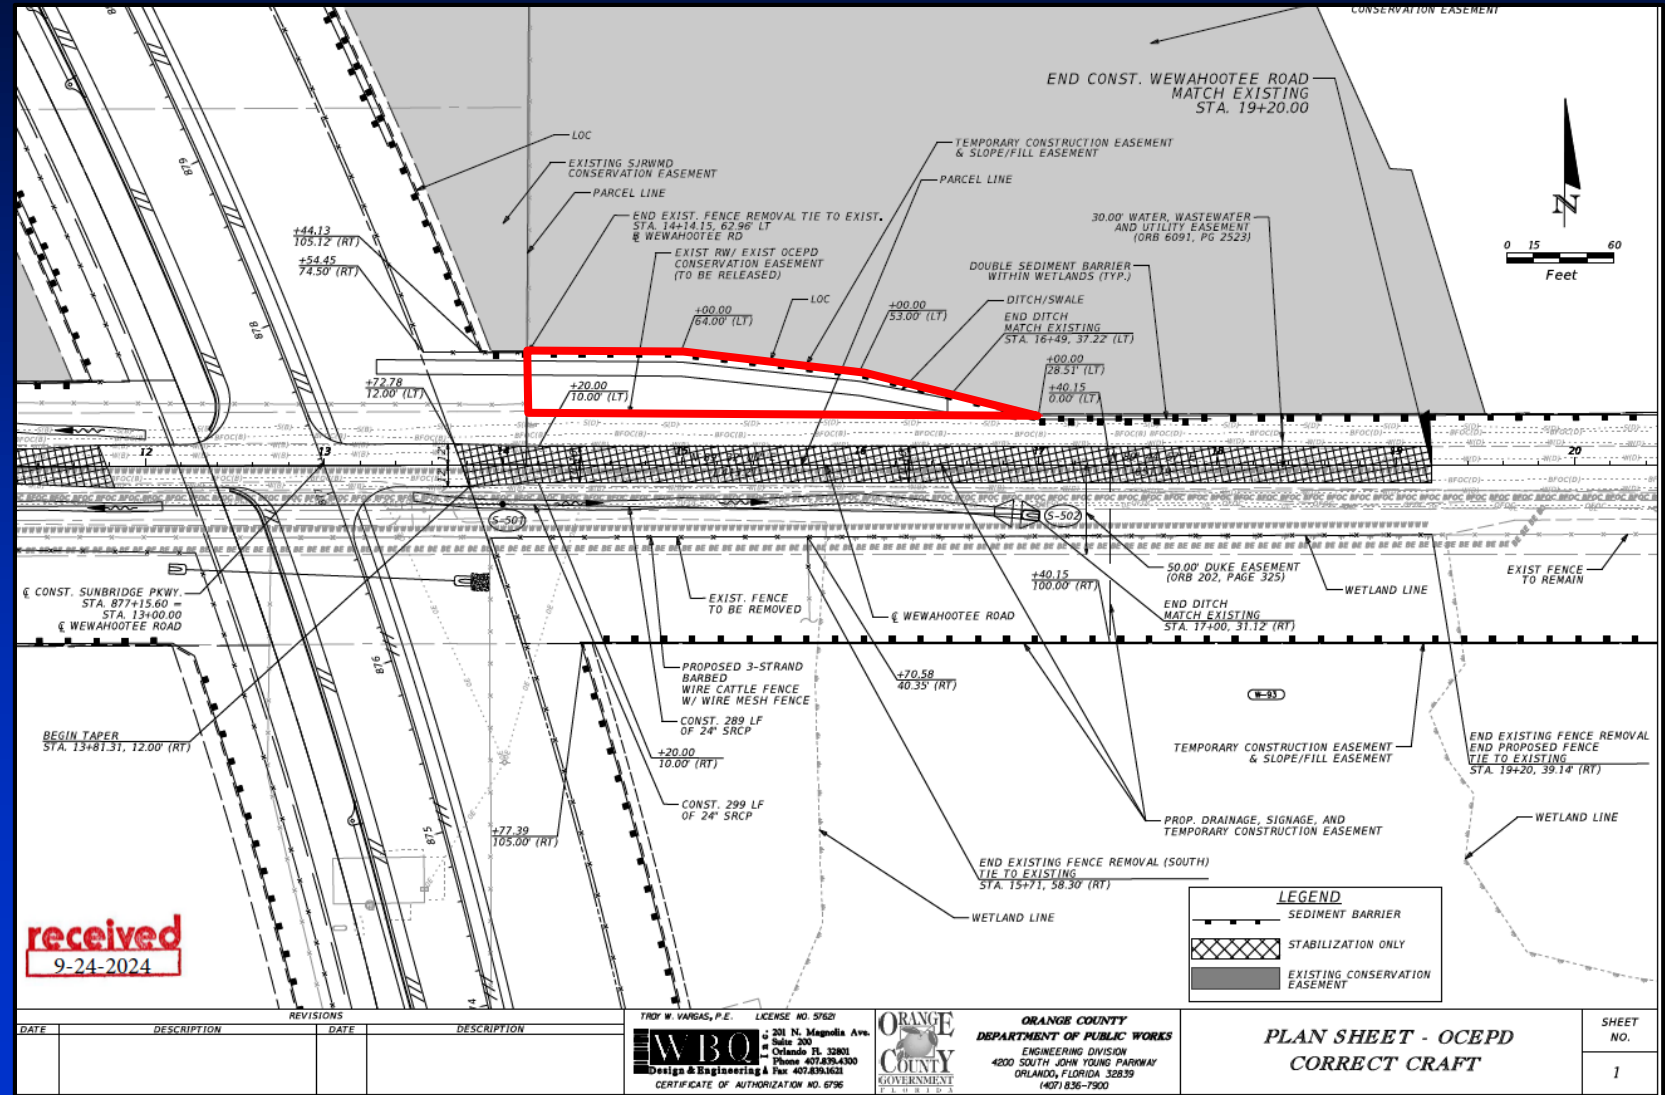 CONSERVATION EASEMENT
END CONST. WEWAHOOTEE ROAD
MATCH EXISTING
STA. 19+20.00
N
0 15 60
Feet
LOC
EXISTING SJRWMD
CONSERVATION EASEMENT
PARCEL LINE
END EXIST. FENCE REMOVAL TIE TO EXIST.
STA. 14+14.15, 62.96' LT
℄ WEWAHOOTEE RD
EXIST RW/ EXIST OCEPD
CONSERVATION EASEMENT
(TO BE RELEASED)
TEMPORARY CONSTRUCTION EASEMENT
& SLOPE/FILL EASEMENT
PARCEL LINE
30.00' WATER, WASTEWATER
AND UTILITY EASEMENT
(ORB 6091, PG 2523)
DOUBLE SEDIMENT BARRIER
WITHIN WETLANDS (TYP.)
LOC
DITCH/SWALE
END DITCH
MATCH EXISTING
STA. 16+49, 37.22' (LT)
+44.13
105.12' (RT)
+54.45
74.50' (RT)
+00.00
64.00' (LT)
+00.00
53.00' (LT)
+00.00
28.51' (LT)
+40.15
0.00' (LT)
+72.78
12.00' (LT)
+20.00
10.00' (LT)
879
878
876
875
12
13
14
15
16
17
18
19
20
S-501
S-502
℄ CONST. SUNBRIDGE PKWY.
STA. 877+15.60 =
STA. 13+00.00
℄ WEWAHOOTEE ROAD
EXIST. FENCE
TO BE REMOVED
℄ WEWAHOOTEE ROAD
+40.15
100.00' (RT)
50.00' DUKE EASEMENT
(ORB 202, PAGE 325)
END DITCH
MATCH EXISTING
STA. 17+00, 31.12' (RT)
WETLAND LINE
EXIST FENCE
TO REMAIN
PROPOSED 3-STRAND
BARBED
WIRE CATTLE FENCE
W/ WIRE MESH FENCE
CONST. 289 LF
OF 24" SRCP
+70.58
40.35' (RT)
W-93
BEGIN TAPER
STA. 13+81.31, 12.00' (RT)
+20.00
10.00' (RT)
CONST. 299 LF
OF 24" SRCP
+77.39
105.00' (RT)
TEMPORARY CONSTRUCTION EASEMENT
& SLOPE/FILL EASEMENT
END EXISTING FENCE REMOVAL
END PROPOSED FENCE
TIE TO EXISTING
STA. 19+20, 39.14' (RT)
PROP. DRAINAGE, SIGNAGE, AND
TEMPORARY CONSTRUCTION EASEMENT
WETLAND LINE
END EXISTING FENCE REMOVAL (SOUTH)
TIE TO EXISTING
STA. 15+71, 58.30' (RT)
WETLAND LINE
LEGEND
SEDIMENT BARRIER
STABILIZATION ONLY
EXISTING CONSERVATION
EASEMENT
received
9-24-2024
REVISIONS
DATE DESCRIPTION DATE DESCRIPTION
TROY W. VARGAS, P.E. LICENSE NO. 57621
WBQ
Design & Engineering
201 N. Magnolia Ave.
Suite 200
Orlando Fl. 32801
Phone 407.839.4300
Fax 407.839.1621
CERTIFICATE OF AUTHORIZATION NO. 6796
ORANGE
COUNTY
GOVERNMENT
FLORIDA
ORANGE COUNTY
DEPARTMENT OF PUBLIC WORKS
ENGINEERING DIVISION
4200 SOUTH JOHN YOUNG PARKWAY
ORLANDO, FLORIDA 32839
(407) 836-7900
PLAN SHEET - OCEPD
CORRECT CRAFT
SHEET
NO.
1